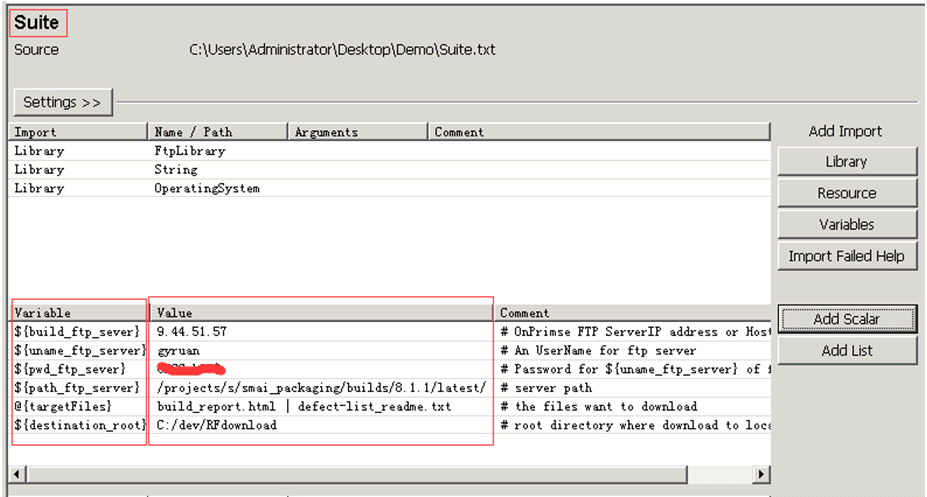 Suite
Source C:\Users\Administrator\Desktop\Demo\Suite.txt
Settings >>
Import Name / Path Arguments Comment Add Import
Library FtpLibrary Library
Library String
Library OperatingSystem Resource
Variables
Import Failed Help
Variable Value Comment
${build_ftp_sever} 9.44.51.57 # OnPrimse FTP ServerIP address or Host Add Scalar
${uname_ftp_server} gyruan # An UserName for ftp server Add List
${pwd_ftp_sever} # Password for ${uname_ftp_server} of f
${path_ftp_server} /projects/s/smai_packaging/builds/8.1.1/latest/ # server path
@{targetFiles} build_report.html | defect-list_readme.txt # the files want to download
${destination_root} C:/dev/RFdownload # root directory where download to loca